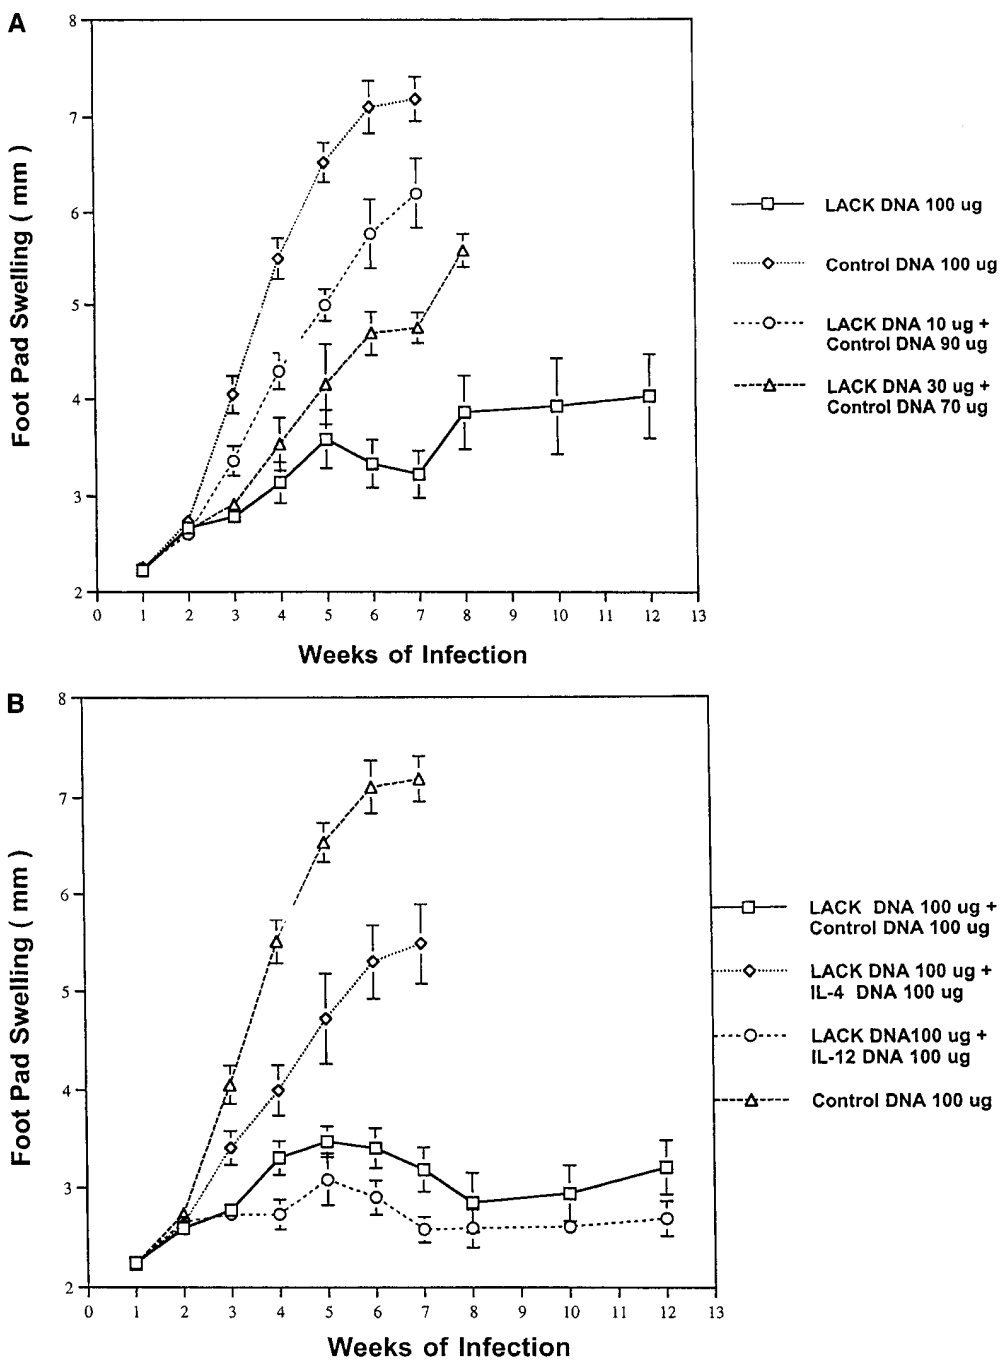 A
8
7
6
5
4
3
2
Foot Pad Swelling ( mm )
0 1 2 3 4 5 6 7 8 9 10 11 12 13
Weeks of Infection
LACK DNA 100 ug
Control DNA 100 ug
LACK DNA 10 ug +
Control DNA 90 ug
LACK DNA 30 ug +
Control DNA 70 ug
B
8
7
6
5
4
3
2
Foot Pad Swelling ( mm )
0 1 2 3 4 5 6 7 8 9 10 11 12 13
Weeks of Infection
LACK DNA 100 ug +
Control DNA 100 ug
LACK DNA 100 ug +
IL-4 DNA 100 ug
LACK DNA100 ug +
IL-12 DNA 100 ug
Control DNA 100 ug